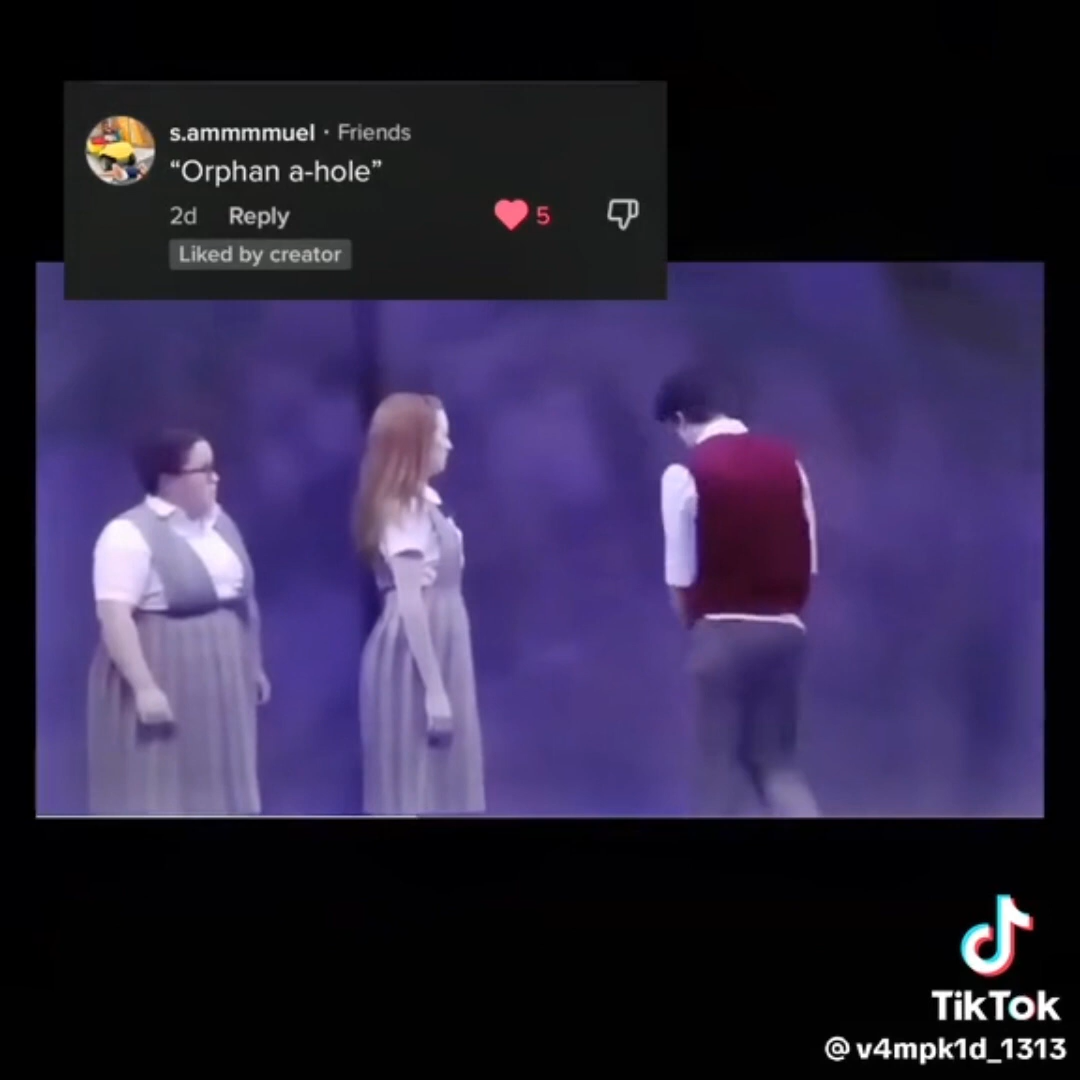 s.ammmmuel · Friends
“Orphan a-hole”
2d Reply 5
Liked by creator
TikTok
@v4mpk1d_1313